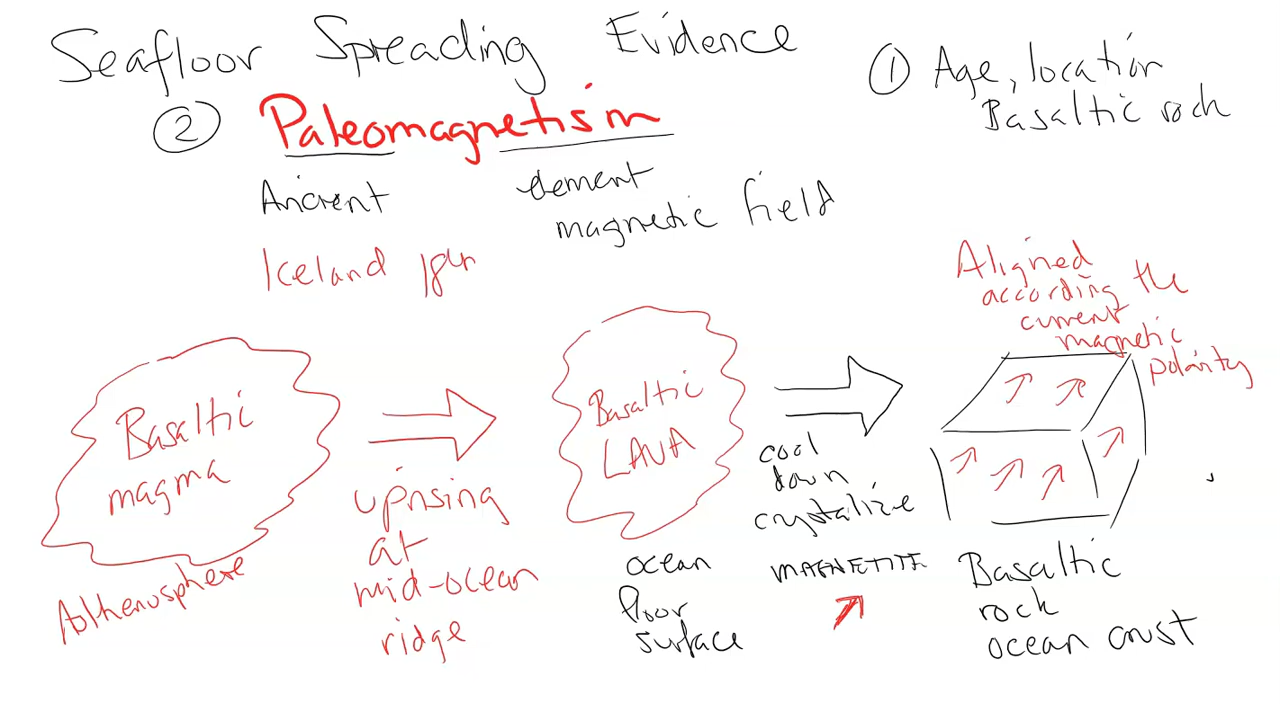 Seafloor Spreading Evidence
① Age, location
Basaltic rock
② Paleomagnetism
Ancient
element
magnetic field
Iceland
Aligned
according the
current
magnetic
polarity
Basaltic
magma
Asthenosphere
uprising
at
mid-ocean
ridge
Basaltic
LAVA
ocean
floor
surface
cool
down
crystalize
MAGNETITE
Basaltic
rock
ocean crust